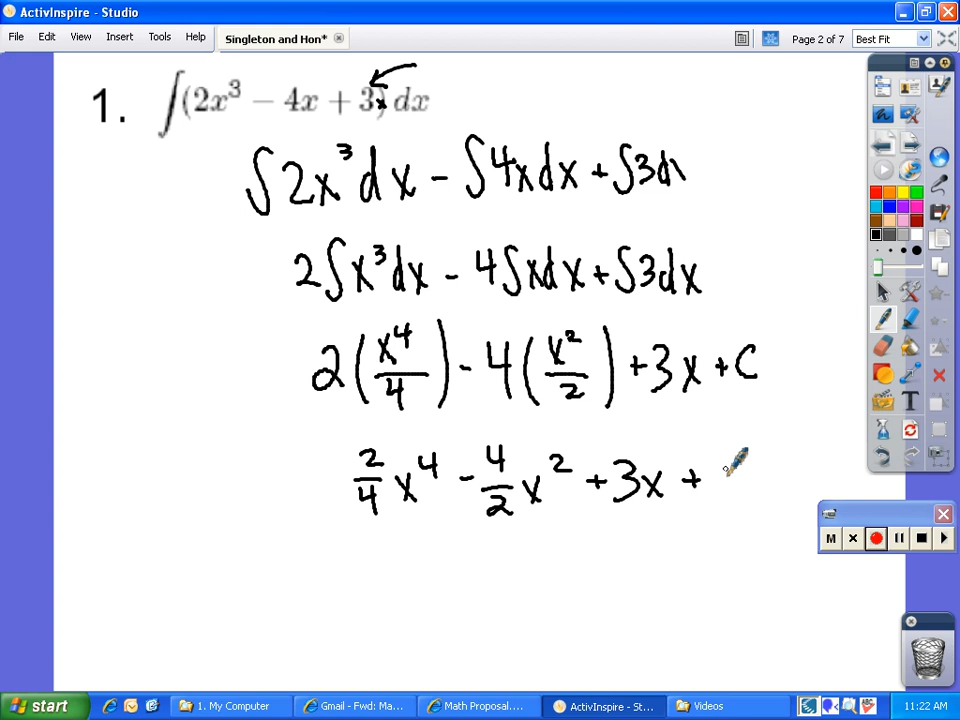 ActivInspire - Studio
File Edit View Insert Tools Help Singleton and Hon* Page 2 of 7 Best Fit
1. ∫(2x³ − 4x + 3) dx
x
∫2x³dx − ∫4xdx + ∫3dx
2∫x³dx − 4∫xdx + ∫3dx
2(x⁴/4) − 4(x²/2) + 3x + C
2/4 x⁴ − 4/2 x² + 3x +
M
T
start 1. My Computer Gmail - Fwd: Ma... Math Proposal.... ActivInspire - St... Videos 11:22 AM